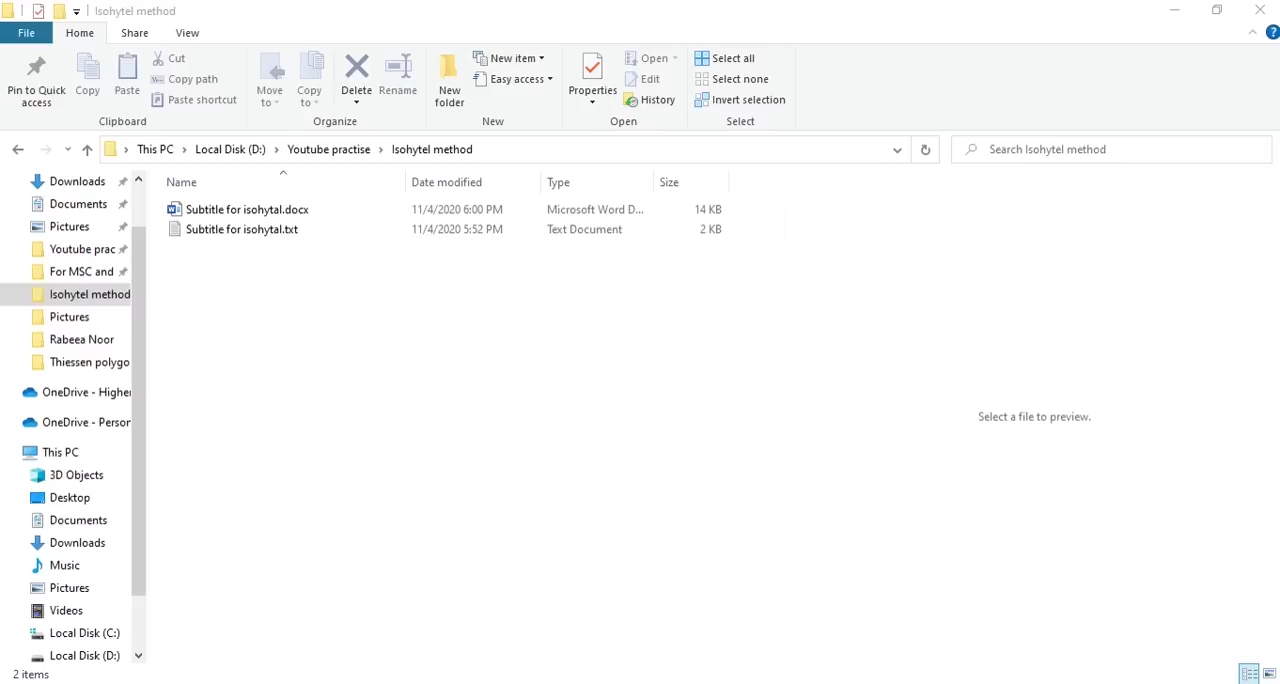 Isohytel method
File Home Share View
Pin to Quick access
Copy
Paste
Cut
Copy path
Paste shortcut
Clipboard
Move to
Copy to
Delete
Rename
Organize
New folder
New item
Easy access
New
Properties
Open
Edit
History
Open
Select all
Select none
Invert selection
Select
This PC > Local Disk (D:) > Youtube practise > Isohytel method
Search Isohytel method
Name Date modified Type Size
Subtitle for isohytal.docx 11/4/2020 6:00 PM Microsoft Word D... 14 KB
Subtitle for isohytal.txt 11/4/2020 5:52 PM Text Document 2 KB
Downloads
Documents
Pictures
Youtube prac
For MSC and
Isohytel method
Pictures
Rabeea Noor
Thiessen polygo
OneDrive - Higher
OneDrive - Person
This PC
3D Objects
Desktop
Documents
Downloads
Music
Pictures
Videos
Local Disk (C:)
Local Disk (D:)
Select a file to preview.
2 items